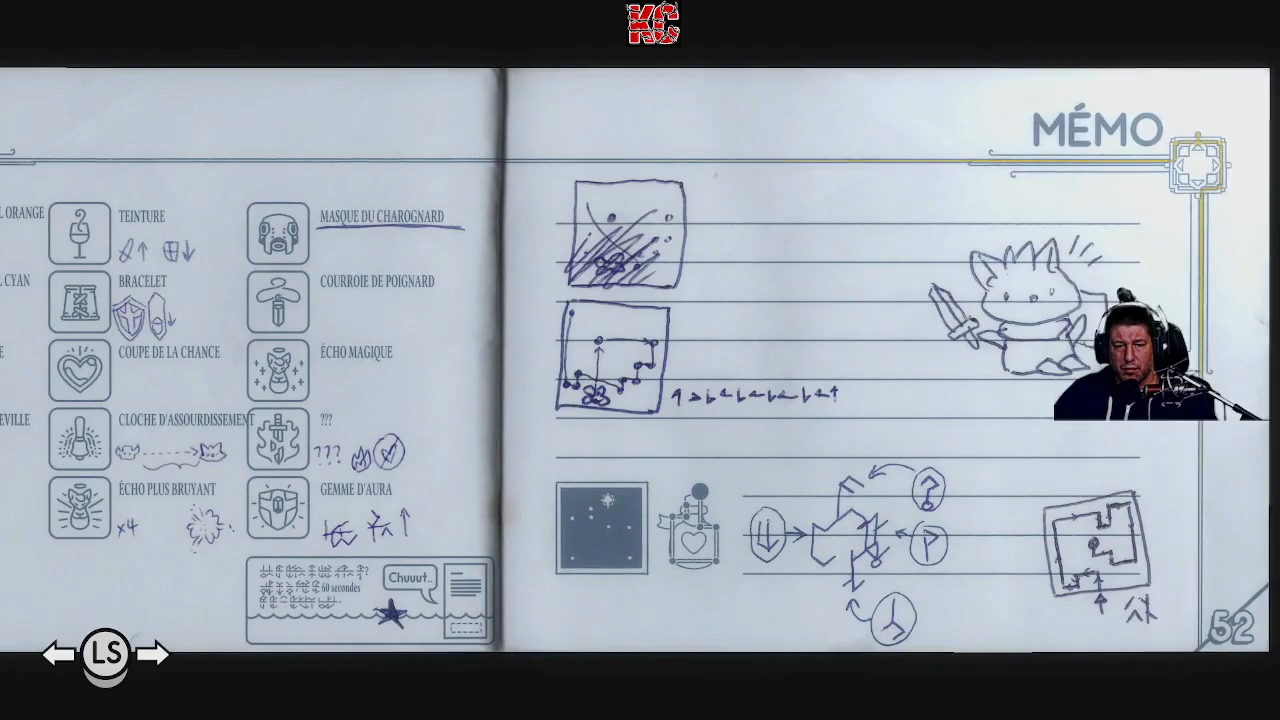 KC
MÉMO
L ORANGE
TEINTURE
MASQUE DU CHAROGNARD
L CYAN
BRACELET
COURROIE DE POIGNARD
E
COUPE DE LA CHANCE
ÉCHO MAGIQUE
EVILLE
CLOCHE D'ASSOURDISSEMENT
???
???
ÉCHO PLUS BRUYANT
GEMME D'AURA
x4
Chuuut..
60 secondes
LS
52